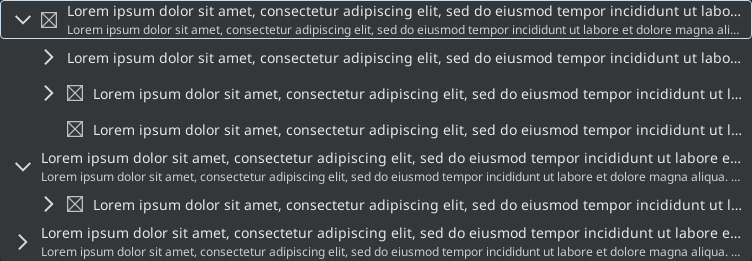 Lorem ipsum dolor sit amet, consectetur adipiscing elit, sed do eiusmod tempor incididunt ut labo...
Lorem ipsum dolor sit amet, consectetur adipiscing elit, sed do eiusmod tempor incididunt ut labore et dolore magna ali...
Lorem ipsum dolor sit amet, consectetur adipiscing elit, sed do eiusmod tempor incididunt ut labo...
Lorem ipsum dolor sit amet, consectetur adipiscing elit, sed do eiusmod tempor incididunt ut l...
Lorem ipsum dolor sit amet, consectetur adipiscing elit, sed do eiusmod tempor incididunt ut l...
Lorem ipsum dolor sit amet, consectetur adipiscing elit, sed do eiusmod tempor incididunt ut labore e...
Lorem ipsum dolor sit amet, consectetur adipiscing elit, sed do eiusmod tempor incididunt ut labore et dolore magna aliqua. ...
Lorem ipsum dolor sit amet, consectetur adipiscing elit, sed do eiusmod tempor incididunt ut l...
Lorem ipsum dolor sit amet, consectetur adipiscing elit, sed do eiusmod tempor incididunt ut labore e...
Lorem ipsum dolor sit amet, consectetur adipiscing elit, sed do eiusmod tempor incididunt ut labore et dolore magna aliqua. ...